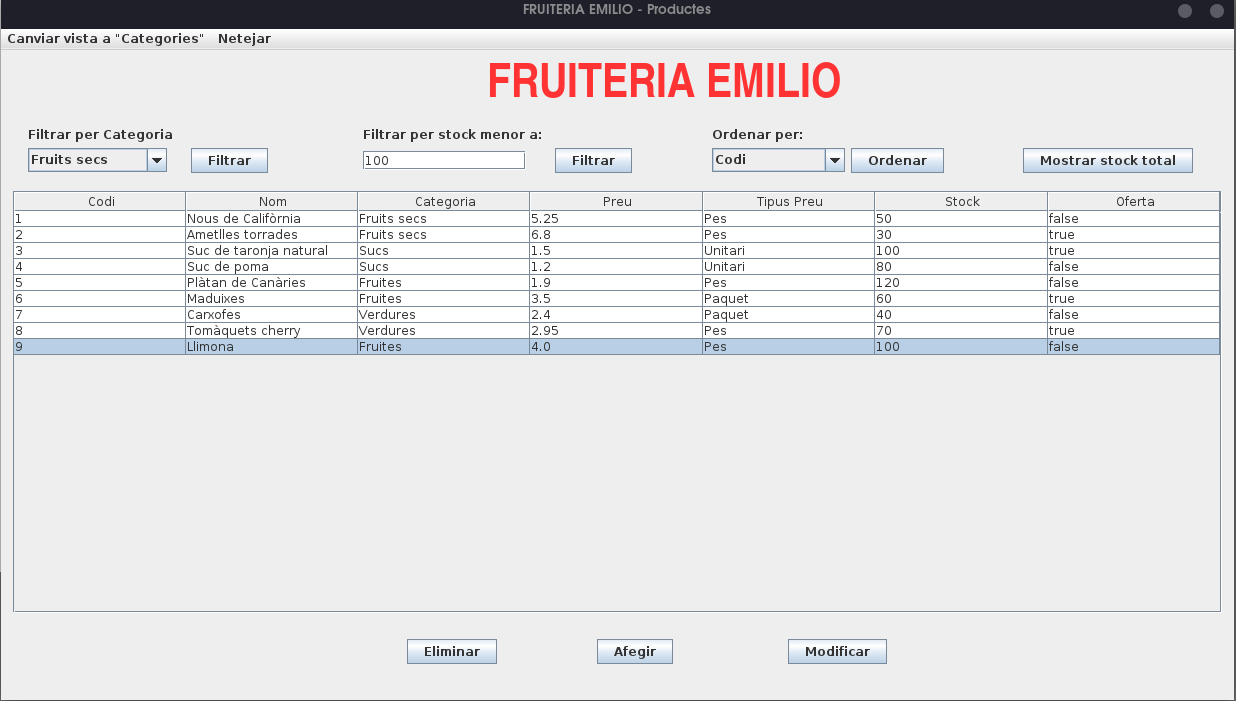 FRUITERIA EMILIO - Productes
Canviar vista a "Categories" Netejar
FRUITERIA EMILIO
Filtrar per Categoria Filtrar per stock menor a: Ordenar per:
Fruits secs Filtrar 100 Filtrar Codi Ordenar Mostrar stock total
Codi Nom Categoria Preu Tipus Preu Stock Oferta
1 Nous de Califòrnia Fruits secs 5.25 Pes 50 false
2 Ametlles torrades Fruits secs 6.8 Pes 30 true
3 Suc de taronja natural Sucs 1.5 Unitari 100 true
4 Suc de poma Sucs 1.2 Unitari 80 false
5 Plàtan de Canàries Fruites 1.9 Pes 120 false
6 Maduixes Fruites 3.5 Paquet 60 true
7 Carxofes Verdures 2.4 Paquet 40 false
8 Tomàquets cherry Verdures 2.95 Pes 70 true
9 Llimona Fruites 4.0 Pes 100 false
Eliminar Afegir Modificar